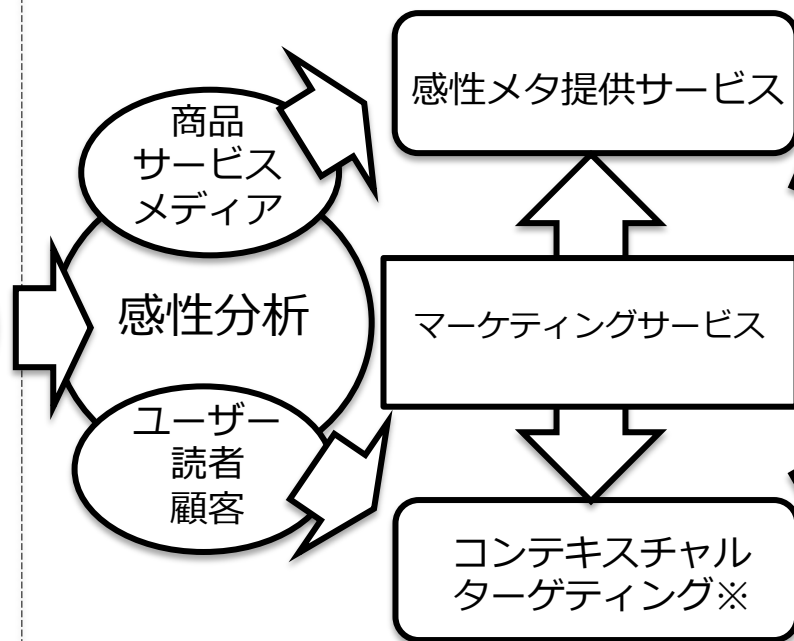 感性メタ提供サービス
商品
サービス
メディア
感性分析
マーケティングサービス
ユーザー
読者
顧客
コンテキスチャル
ターゲティング※